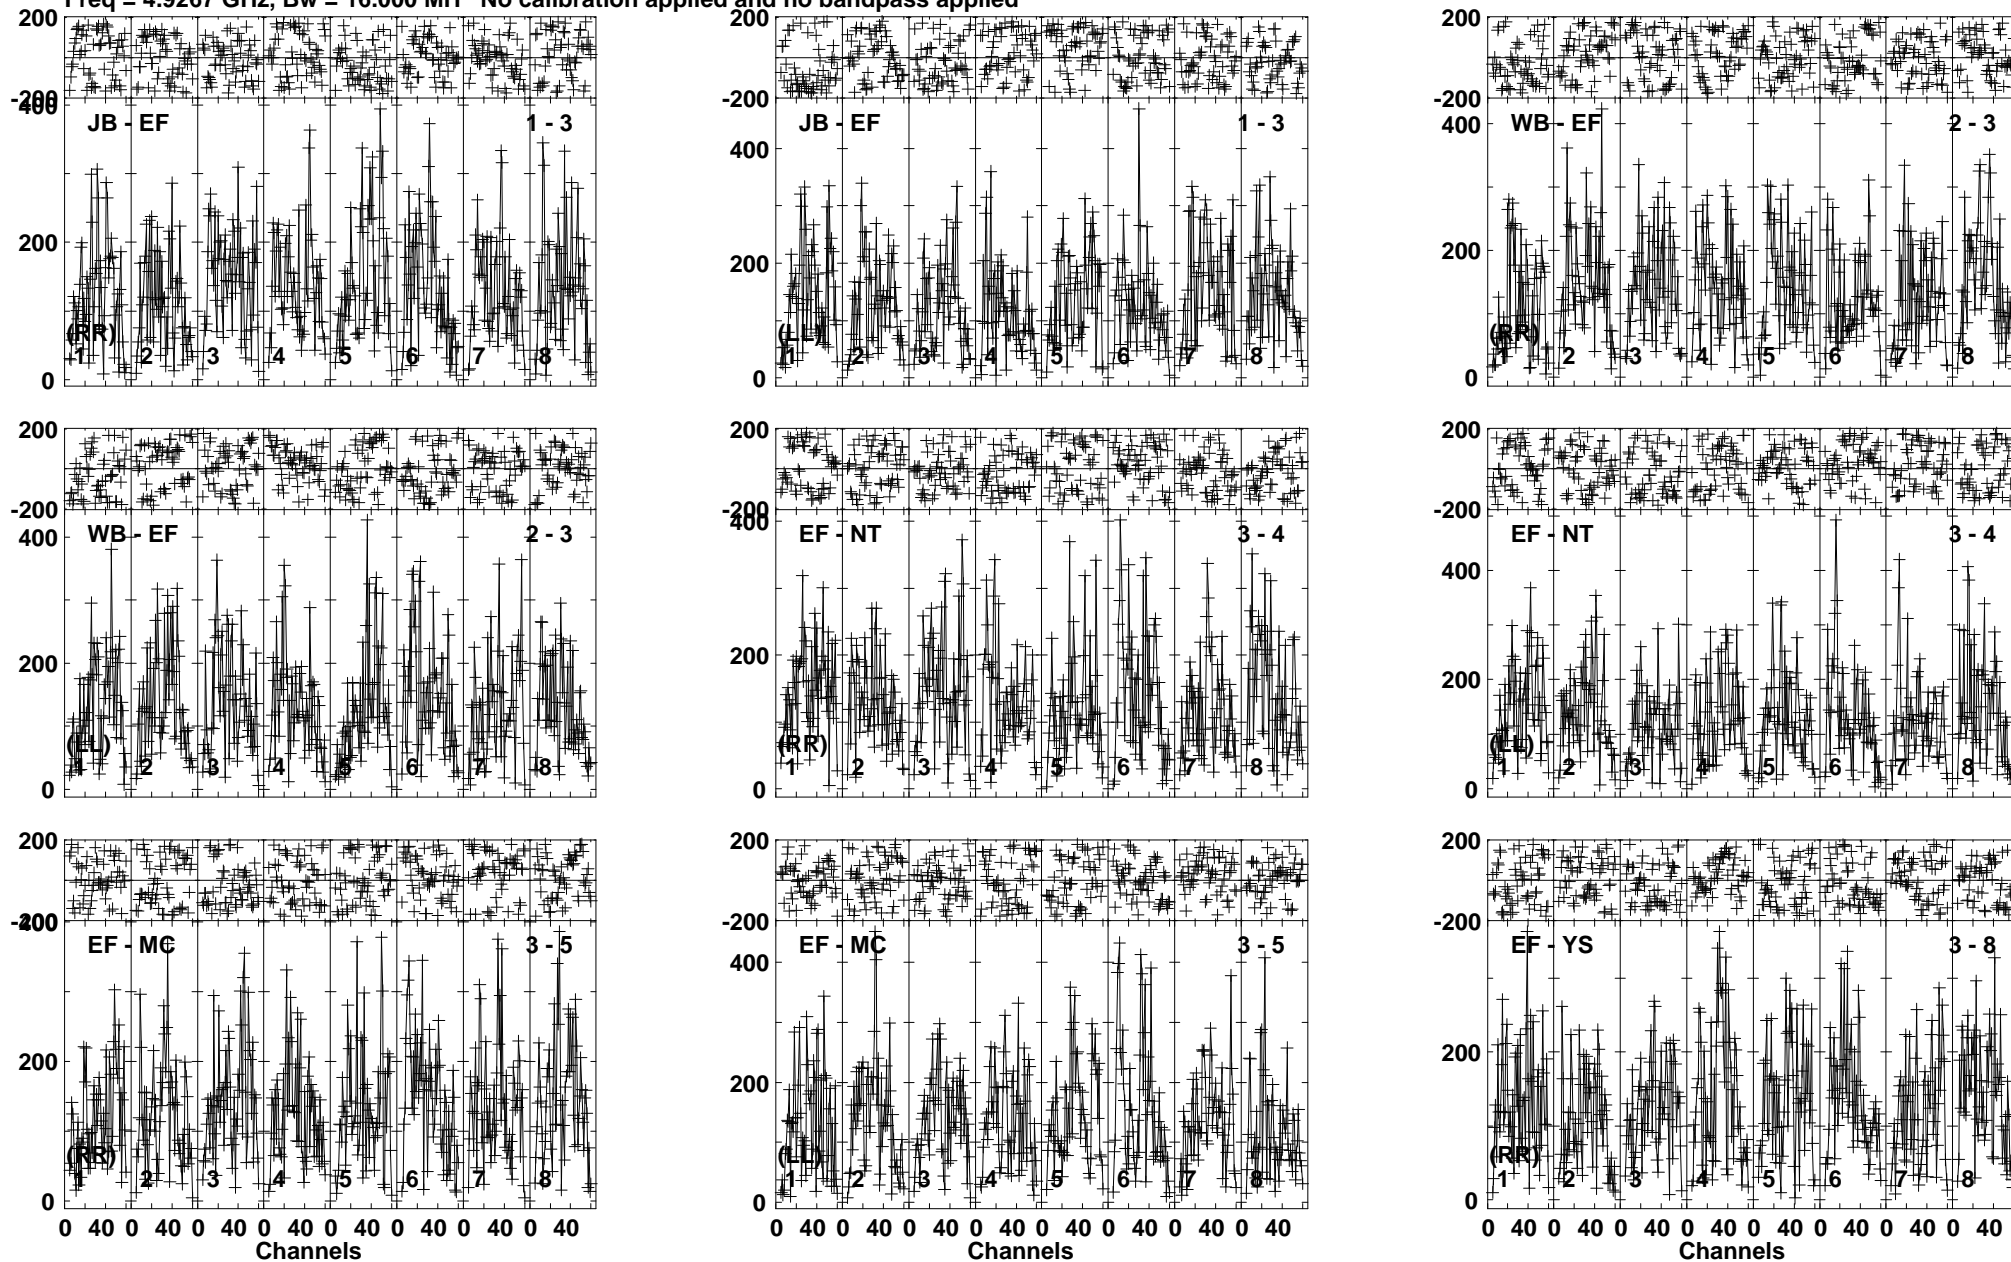 Freq = 4.9267 GHz, Bw = 16.000 MH No calibration applied and no bandpass applied
200 200 200
-200 -200 -200
400 JB - EF 1 - 3 JB - EF 1 - 3 400 WB - EF 2 - 3
400
200 200 200
(RR) (LL) (RR)
1 2 3 4 5 6 7 8 1 2 3 4 5 6 7 8 1 2 3 4 5 6 7 8
0 0 0
200 200 200
-200 -200 -200
400 WB - EF 2 - 3 400 EF - NT 3 - 4 EF - NT 3 - 4
400
200 200 200
(LL) (RR) (LL)
1 2 3 4 5 6 7 8 1 2 3 4 5 6 7 8 1 2 3 4 5 6 7 8
0 0 0
200 200 200
-200 -200 -200
400 EF - MC 3 - 5 400 EF - MC 3 - 5 EF - YS 3 - 8
200 200 200
(RR) (LL) (RR)
1 2 3 4 5 6 7 8 1 2 3 4 5 6 7 8 1 2 3 4 5 6 7 8
0 0 0
0 40 0 40 0 40 0 40 0 40 0 40 0 40 0 40 0 40 0 40 0 40 0 40 0 40 0 40 0 40 0 40 0 40 0 40 0 40 0 40 0 40 0 40 0 40 0 40
Channels Channels Channels